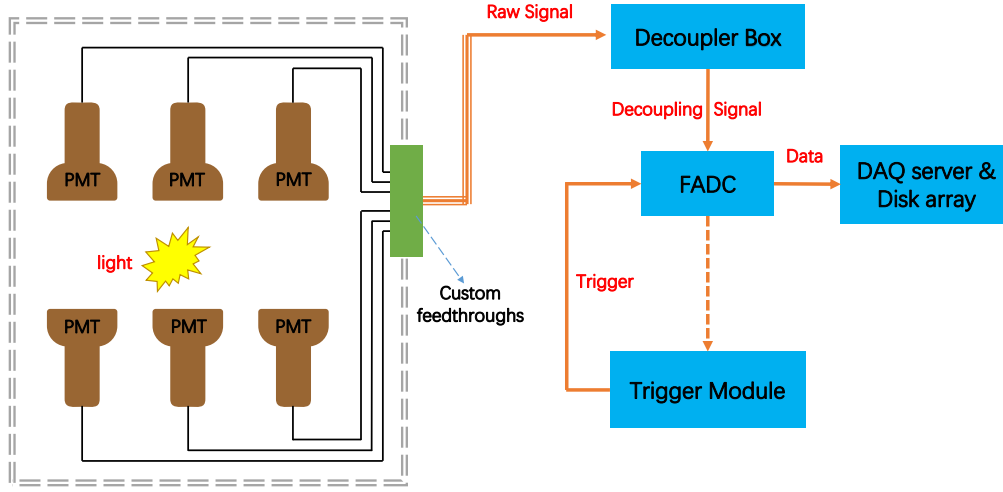 Raw Signal
Decoupler Box
Decoupling Signal
PMT PMT PMT
Data
FADC
DAQ server &
Disk array
light
Trigger
Custom
feedthroughs
PMT PMT PMT
Trigger Module